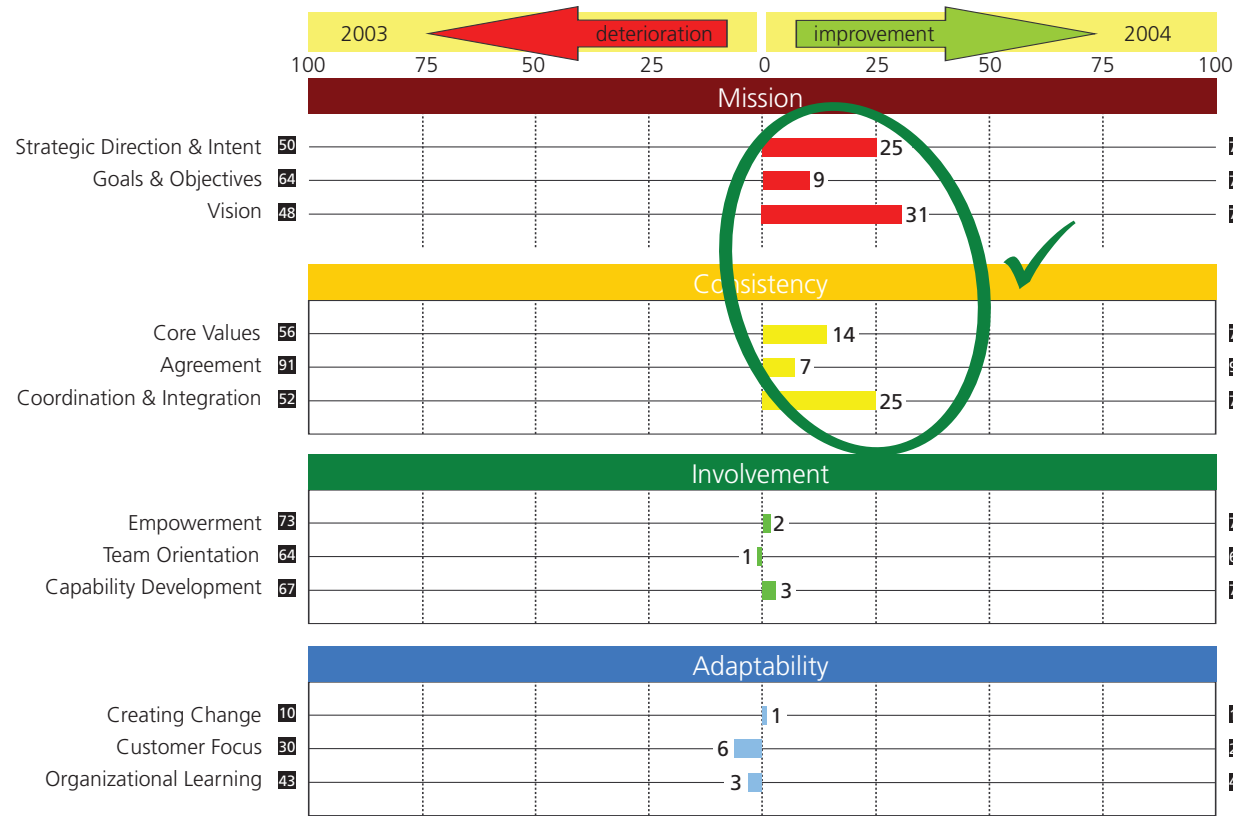 2003 deterioration improvement 2004
100 75 50 25 0 25 50 75 100
Mission
Strategic Direction & Intent 50 25
Goals & Objectives 64 9
Vision 48 31
Consistency
Core Values 56 14
Agreement 91 7
Coordination & Integration 52 25
Involvement
Empowerment 73 2
Team Orientation 64 1
Capability Development 67 3
Adaptability
Creating Change 10 1
Customer Focus 30 6
Organizational Learning 43 3